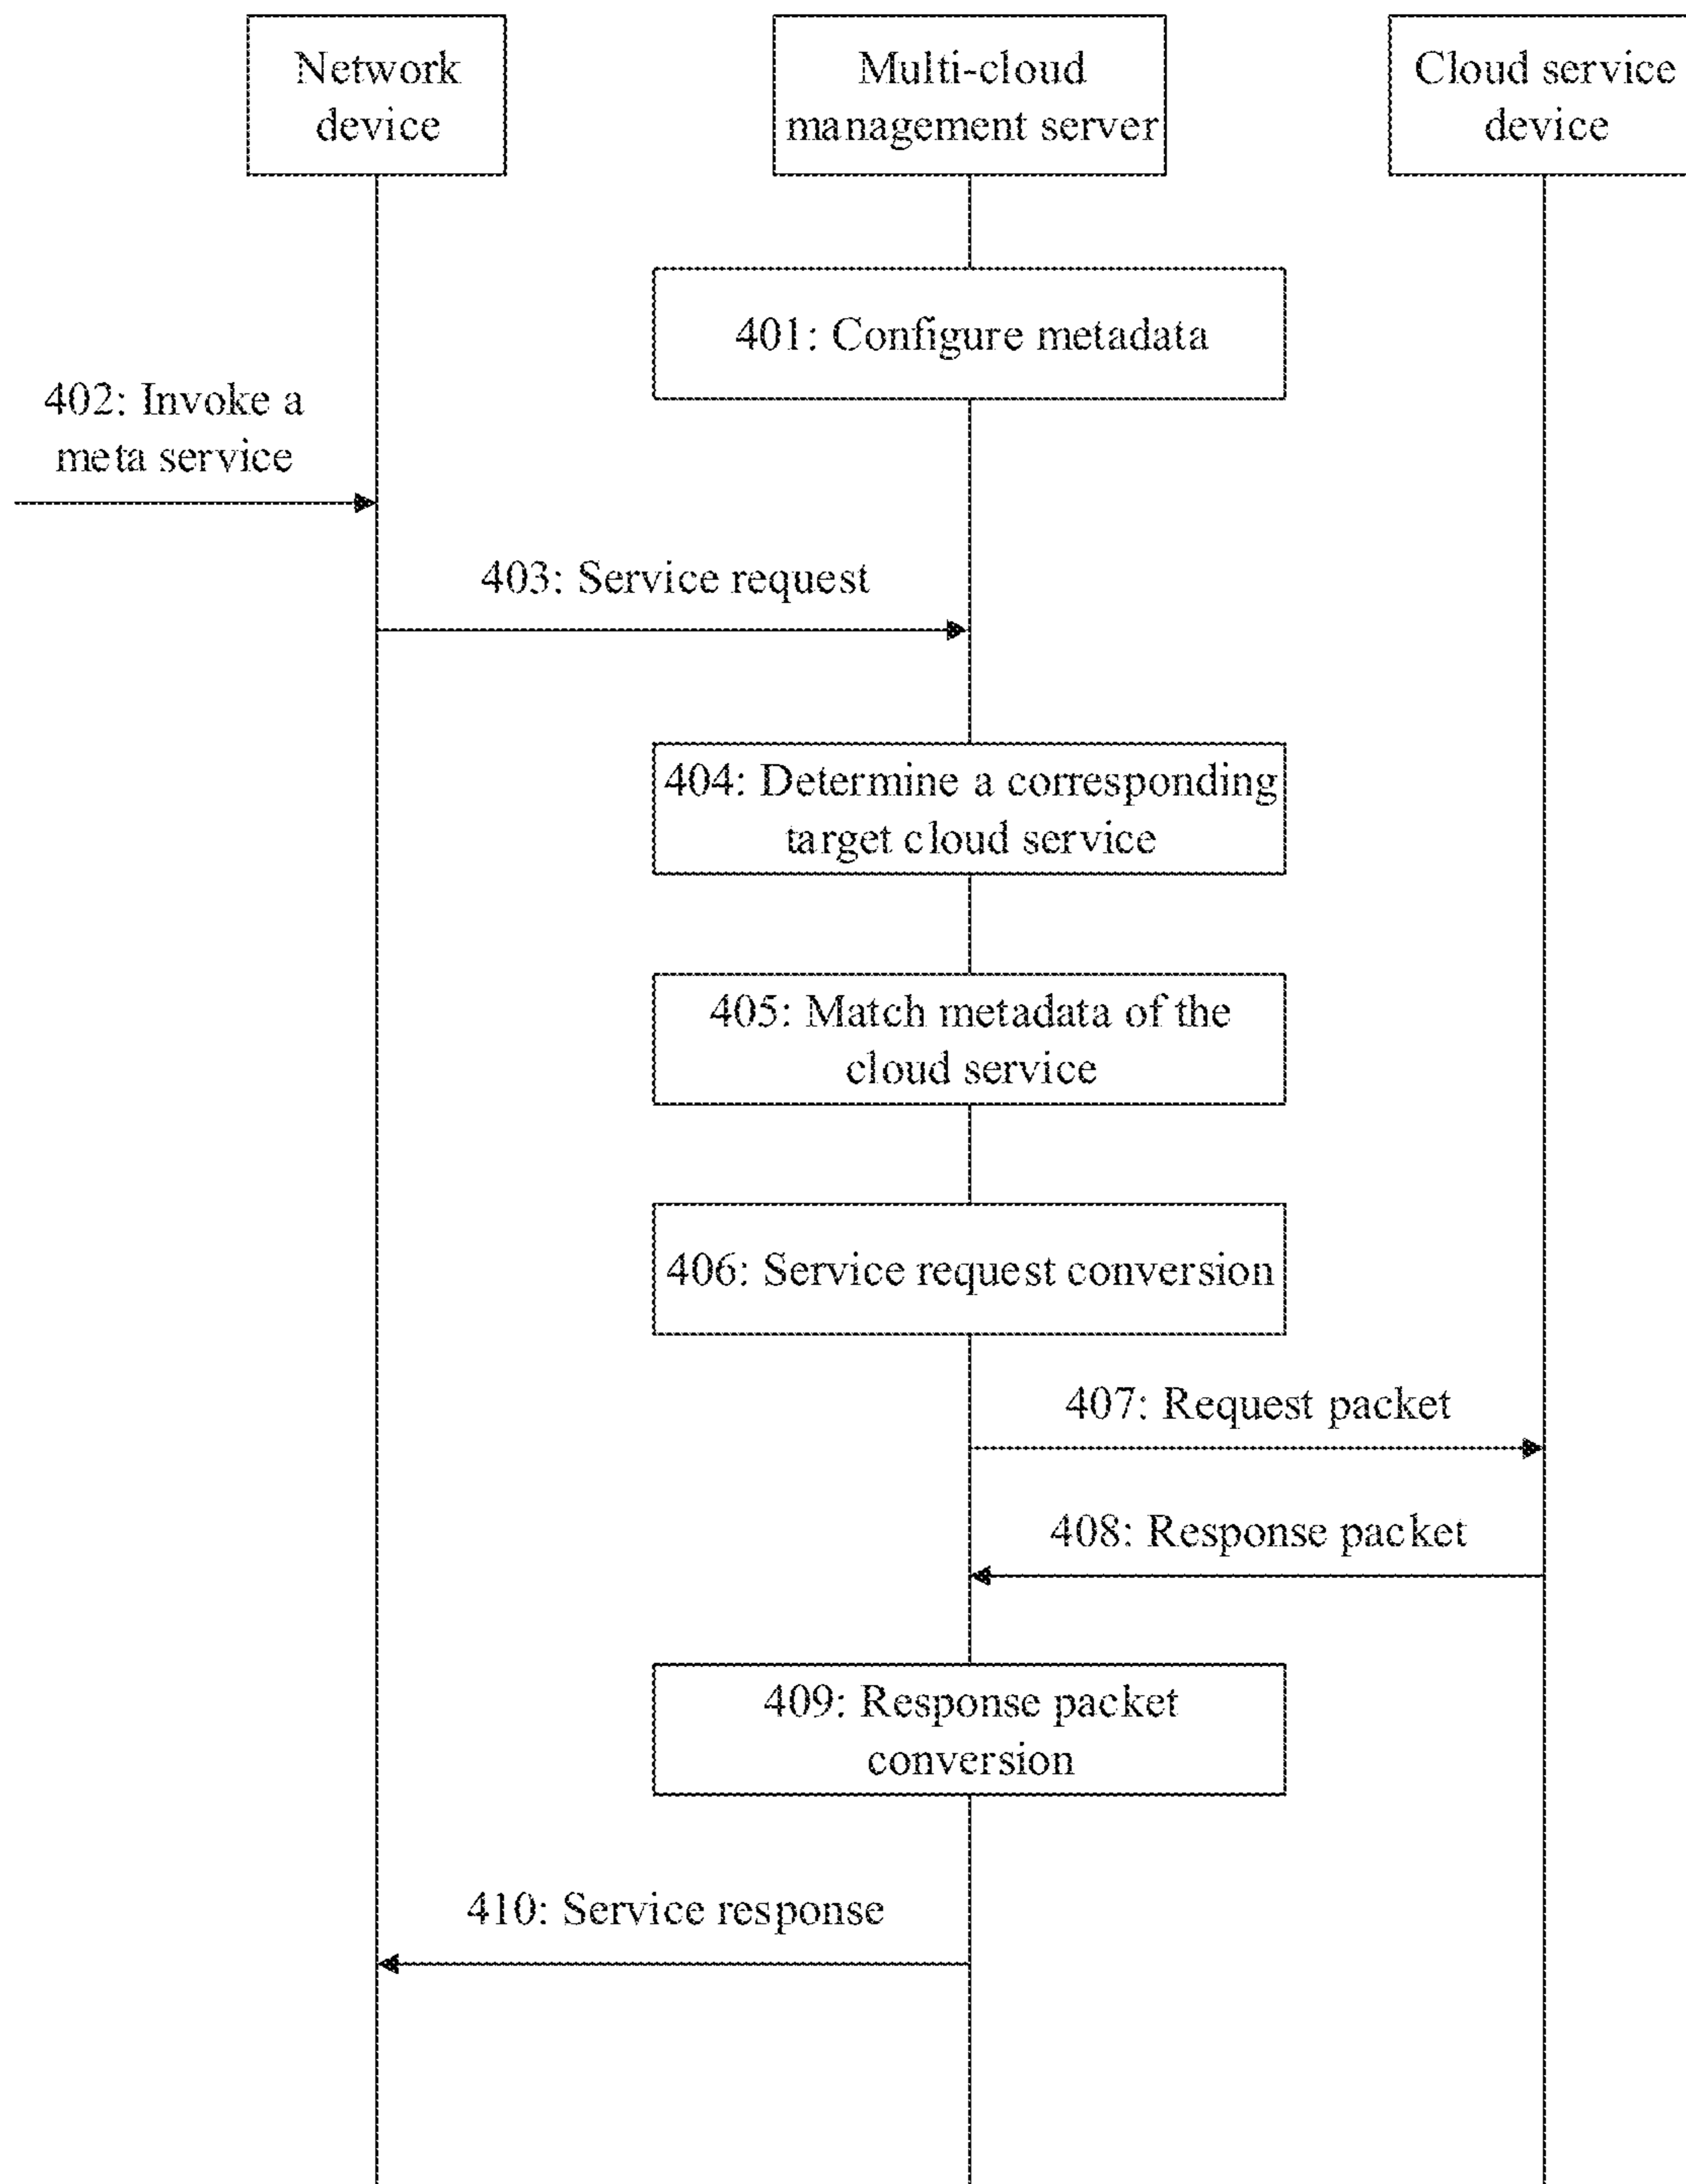 Network
device
Multi-cloud
management server
Cloud service
device
401: Configure metadata
402: Invoke a
meta service
403: Service request
404: Determine a corresponding
target cloud service
405: Match metadata of the
cloud service
406: Service request conversion
407: Request packet
408: Response packet
409: Response packet
conversion
410: Service response